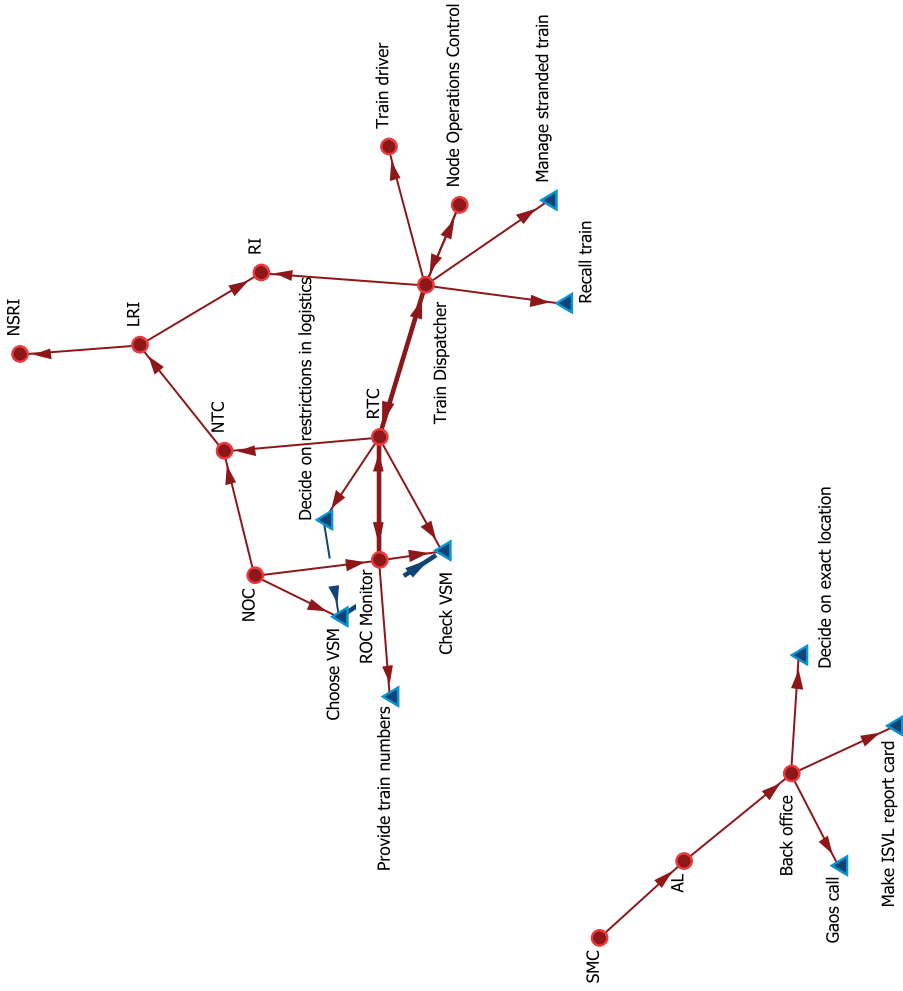 NSRI
LRI
RI
Train driver
Node Operations Control
Manage stranded train
Recall train
Train Dispatcher
RTC
NTC
Decide on restrictions in logistics
NOC
Choose VSM
ROC Monitor
Check VSM
Provide train numbers
Decide on exact location
Make ISVL report card
Back office
Gaos call
AL
SMC